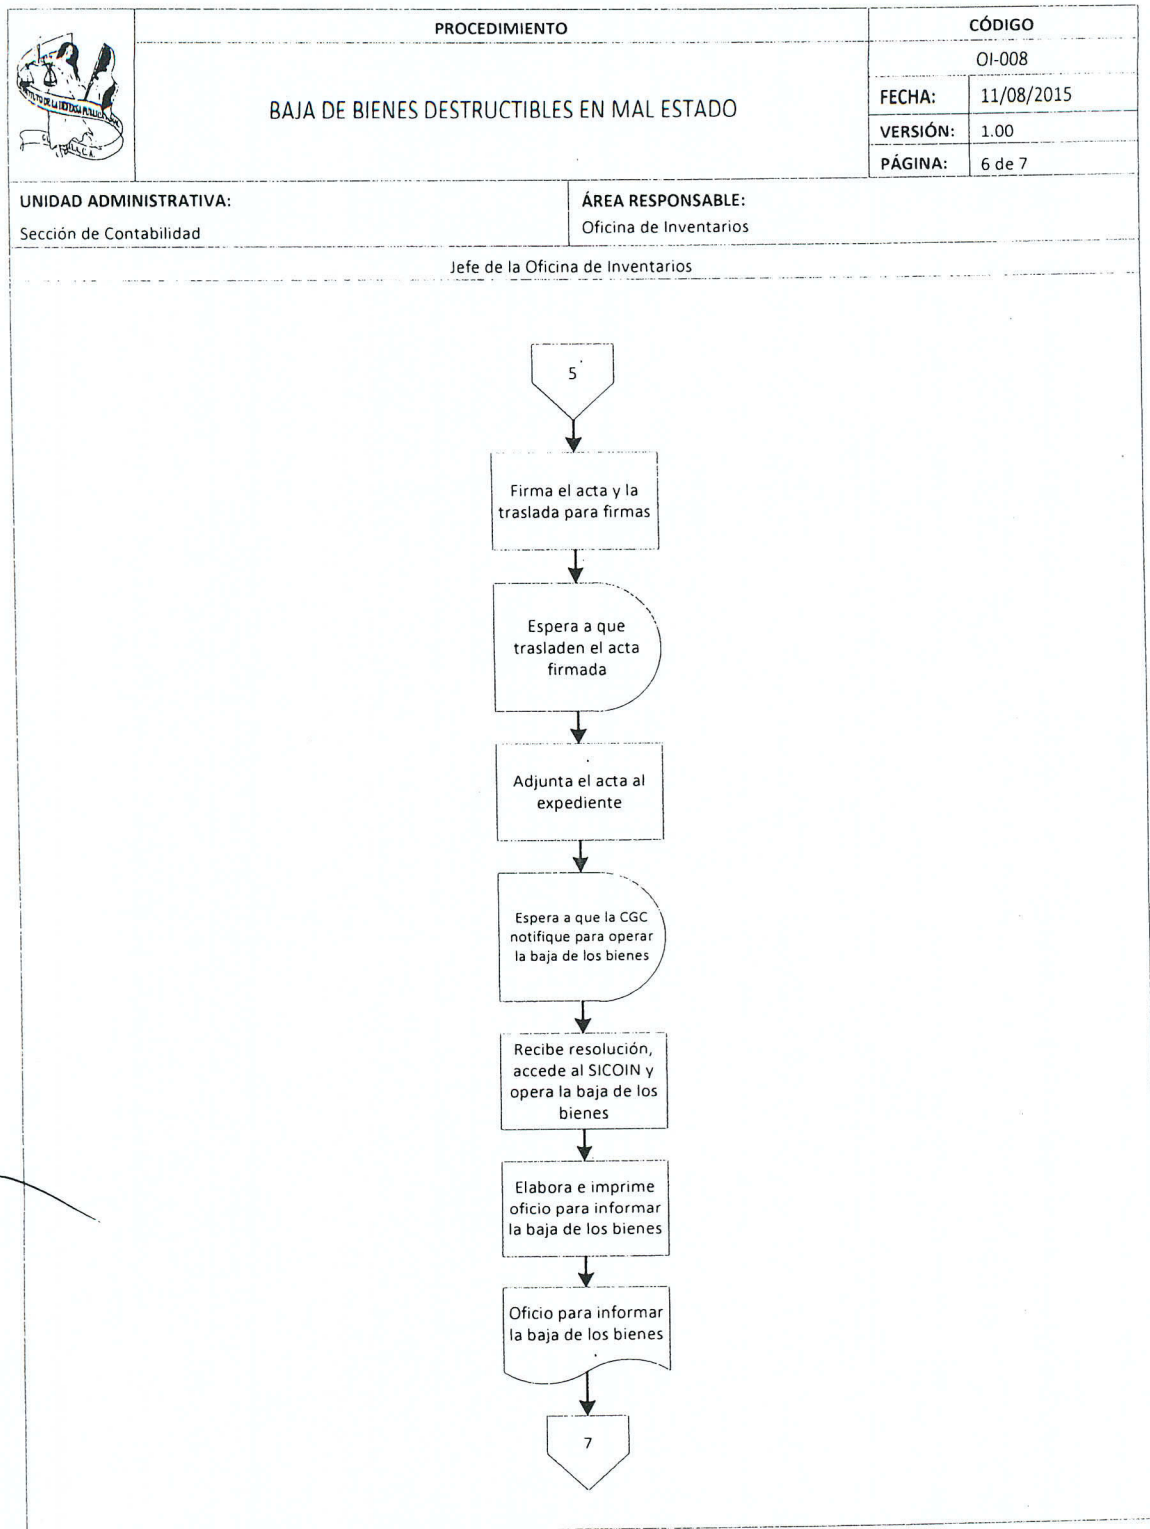 PROCEDIMIENTO
CÓDIGO
BAJA DE BIENES DESTRUCTIBLES EN MAL ESTADO
OI-008
FECHA: 11/08/2015
VERSIÓN: 1.00
PÁGINA: 6 de 7
UNIDAD ADMINISTRATIVA:
Sección de Contabilidad
ÁREA RESPONSABLE:
Oficina de Inventarios
Jefe de la Oficina de Inventarios
5
Firma el acta y la
traslada para firmas
Espera a que
trasladen el acta
firmada
Adjunta el acta al
expediente
Espera a que la CGC
notifique para operar
la baja de los bienes
Recibe resolución,
accede al SICOIN y
opera la baja de los
bienes
Elabora e imprime
oficio para informar
la baja de los bienes
Oficio para informar
la baja de los bienes
7